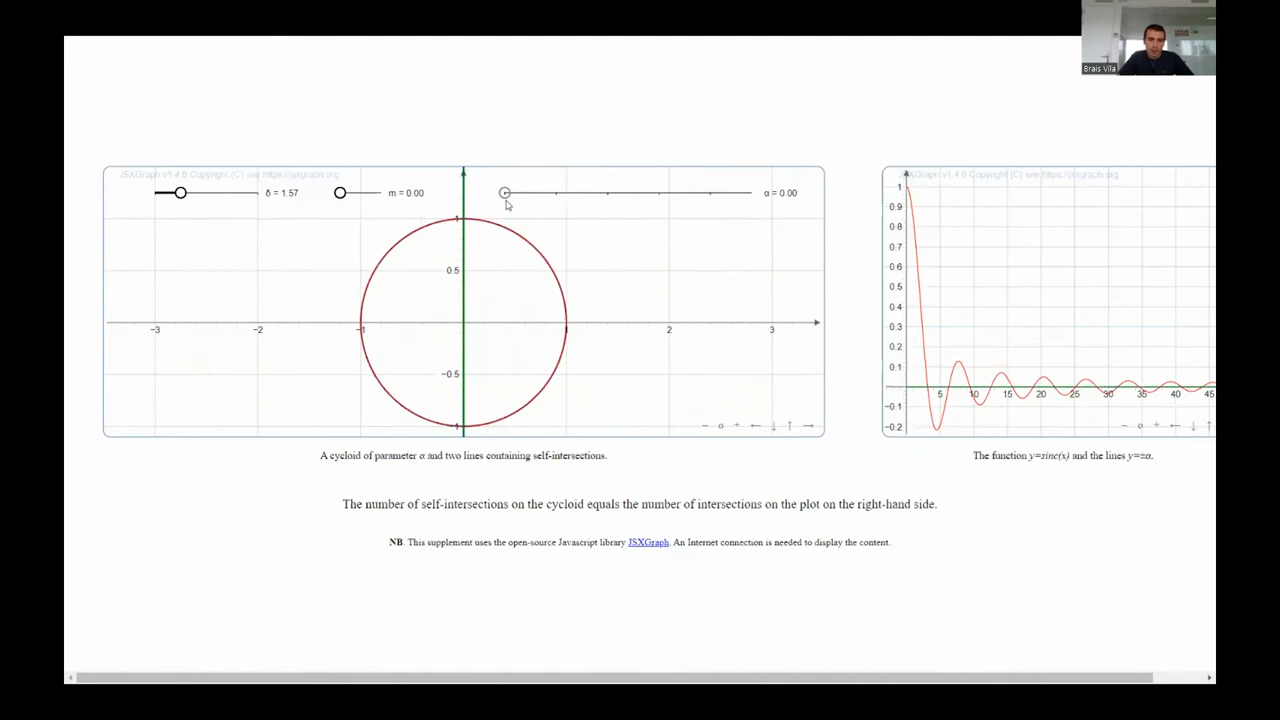 Brais Vila
JSXGraph v1.4.6 Copyright (C) see https://jsxgraph.org
δ = 1.57
m = 0.00
α = 0.00
1
0.5
−3
−2
−1
1
2
3
−0.5
−1
− o + ← ↓ ↑ →
JSXGraph v1.4.6 Copyright (C) see https://jsxgraph.org
1
0.9
0.8
0.7
0.6
0.5
0.4
0.3
0.2
0.1
5
10
15
20
25
30
35
40
45
−0.1
−0.2
− o + ← ↓ ↑
A cycloid of parameter α and two lines containing self-intersections.
The function y=sinc(x) and the lines y=±α.
The number of self-intersections on the cycloid equals the number of intersections on the plot on the right-hand side.
NB. This supplement uses the open-source Javascript library JSXGraph. An Internet connection is needed to display the content.